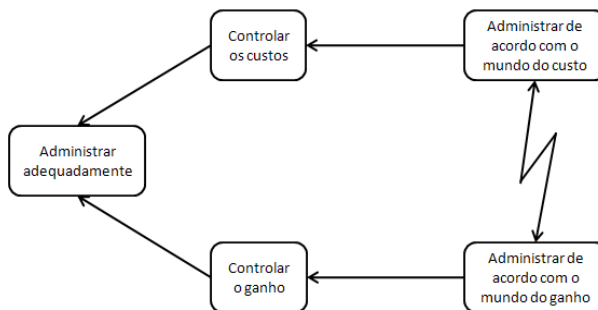 Controlar
os custos
Administrar de
acordo com o
mundo do custo
Administrar
adequadamente
Controlar
o ganho
Administrar de
acordo com o
mundo do ganho